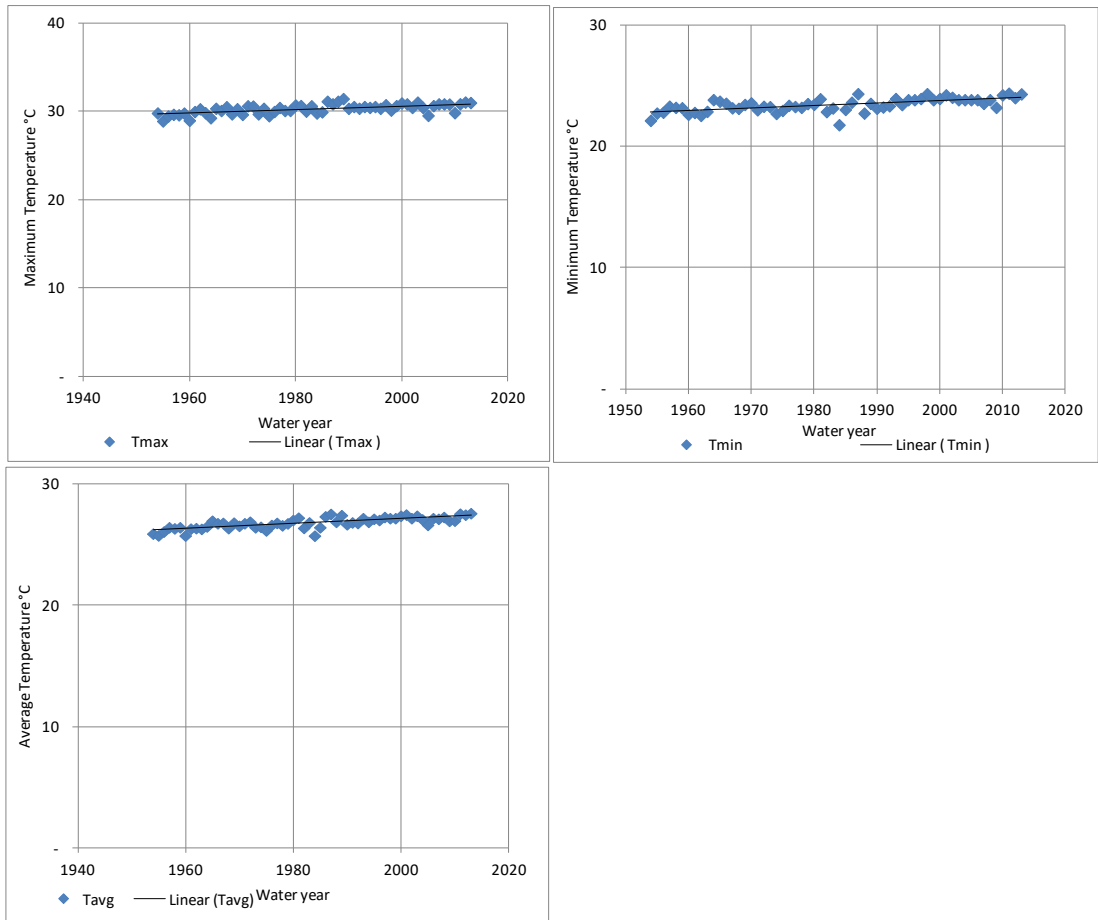 40
30
20
10
-
Maximum Temperature °C
1940 1960 1980 2000 2020
Water year
Tmax Linear ( Tmax )
30
20
10
-
Minimum Temperature °C
1950 1960 1970 1980 1990 2000 2010 2020
Water year
Tmin Linear ( Tmin )
30
20
10
-
Average Temperature °C
1940 1960 1980 2000 2020
Tavg Linear (Tavg) Water year